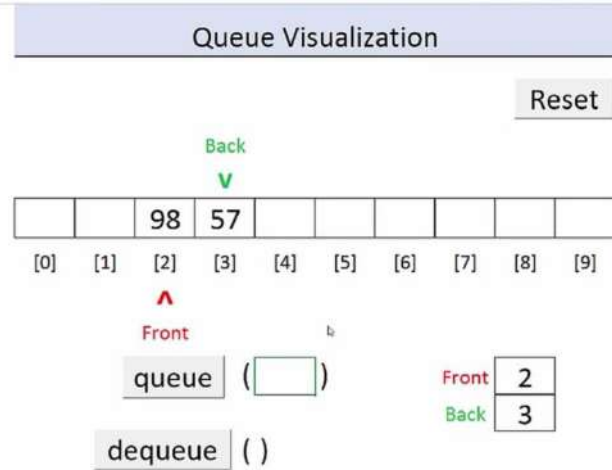 Queue Visualization
Reset
Back
v
98 57
[0] [1] [2] [3] [4] [5] [6] [7] [8] [9]
^
Front
queue ( )
Front 2
Back 3
dequeue ( )